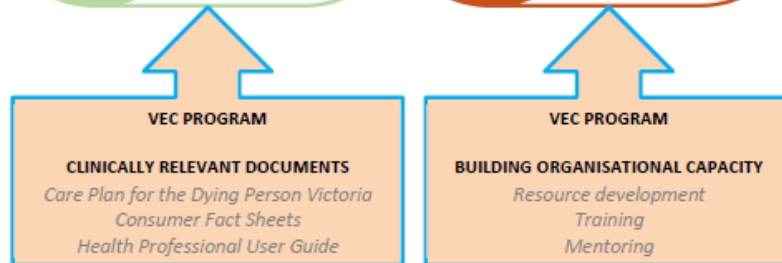 VEC PROGRAM
CLINICALLY RELEVANT DOCUMENTS
Care Plan for the Dying Person Victoria
Consumer Fact Sheets
Health Professional User Guide
VEC PROGRAM
BUILDING ORGANISATIONAL CAPACITY
Resource development
Training
Mentoring